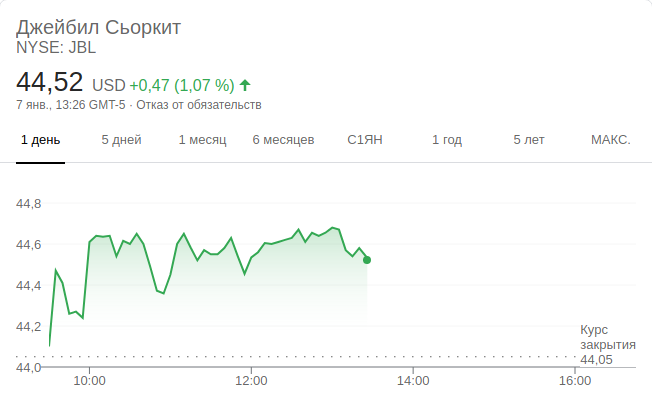 Джейбил Сьоркит
NYSE: JBL
44,52 USD +0,47 (1,07 %)
7 янв., 13:26 GMT-5 · Отказ от обязательств
1 день 5 дней 1 месяц 6 месяцев С1ЯН 1 год 5 лет МАКС.
44,8
44,6
44,4
44,2
Курс
закрытия
44,05
44,0
10:00 12:00 14:00 16:00